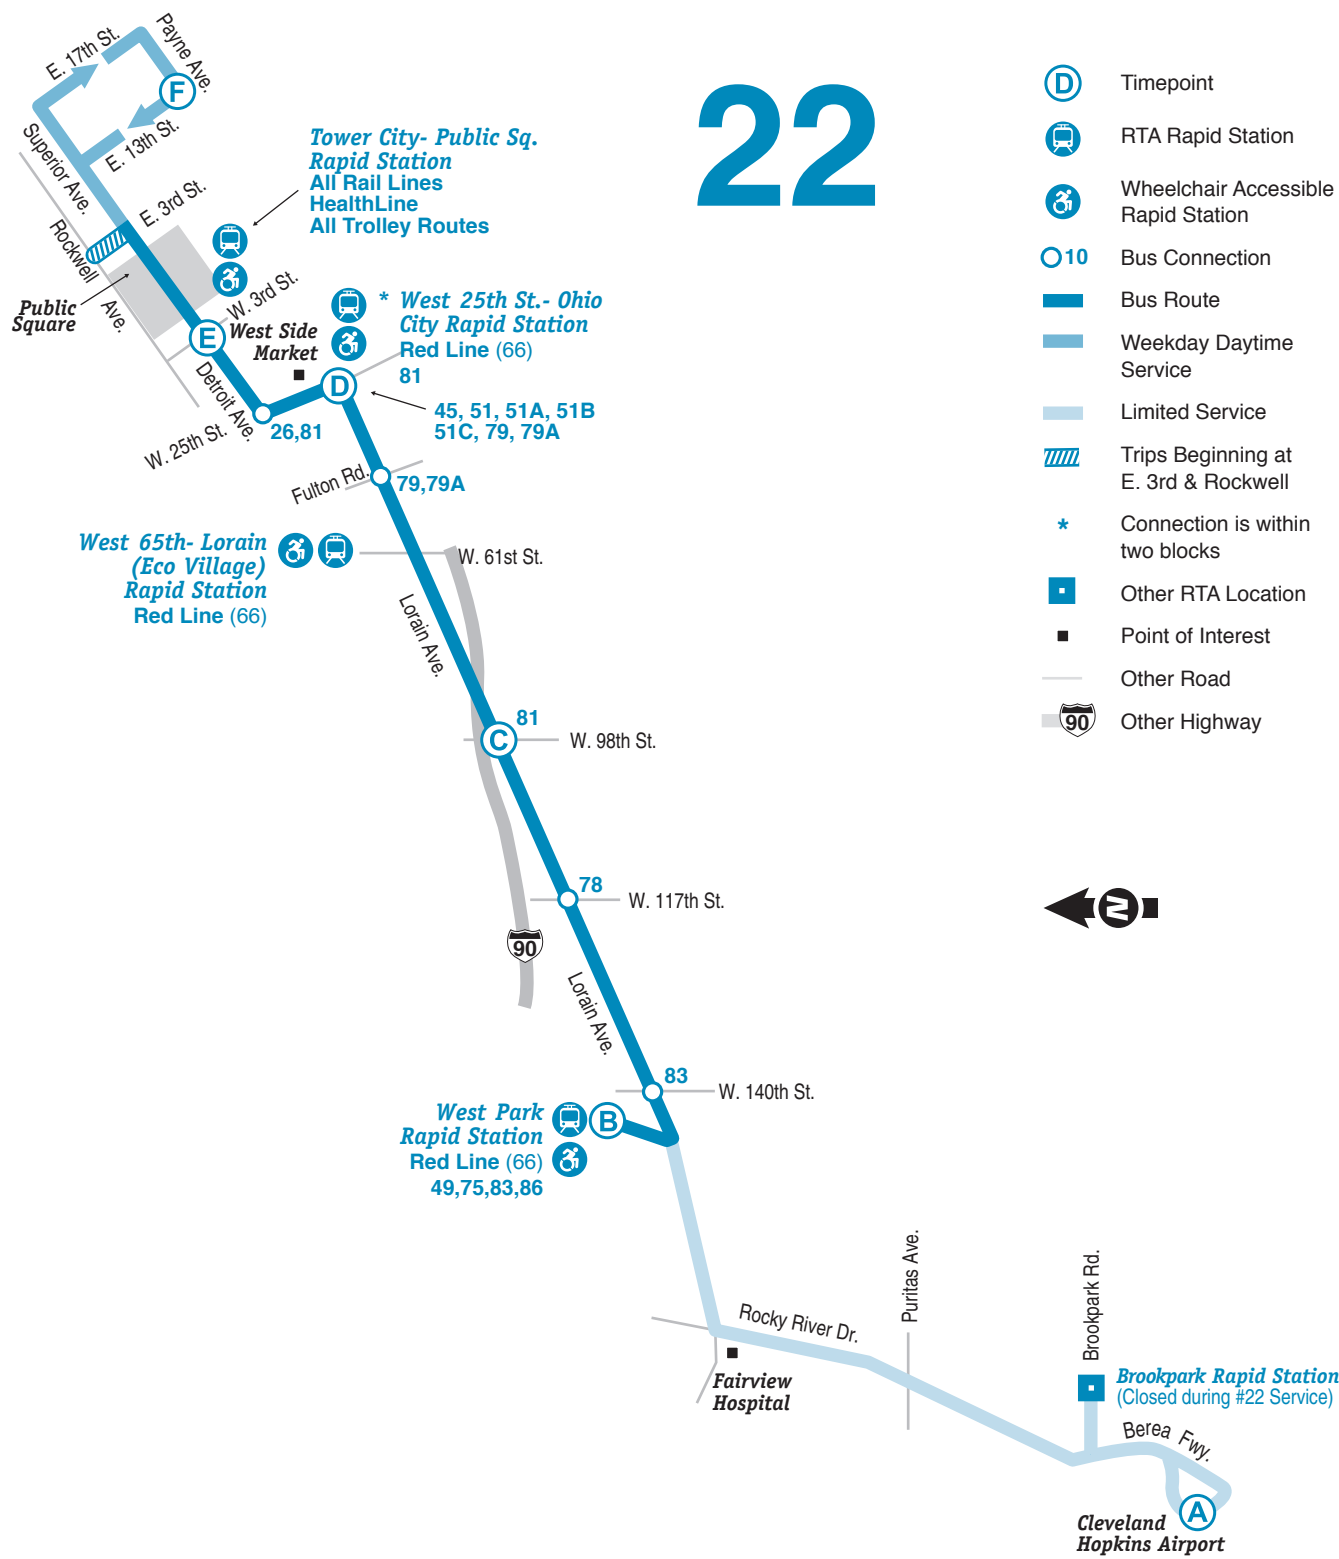 22
E. 17th St.
Payne Ave.
F
E. 13th St.
Superior Ave.
E. 3rd St.
Rockwell
Ave.
Public
Square
Tower City- Public Sq.
Rapid Station
All Rail Lines
HealthLine
All Trolley Routes
W. 3rd St.
E
West Side
Market
* West 25th St.- Ohio
City Rapid Station
Red Line (66)
81
D
45, 51, 51A, 51B
51C, 79, 79A
Detroit Ave.
W. 25th St.
26,81
Fulton Rd.
79,79A
West 65th- Lorain
(Eco Village)
Rapid Station
Red Line (66)
W. 61st St.
Lorain Ave.
81
C
W. 98th St.
78
W. 117th St.
90
Lorain Ave.
83
W. 140th St.
West Park
Rapid Station
Red Line (66)
49,75,83,86
B
Rocky River Dr.
Fairview
Hospital
Puritas Ave.
Brookpark Rd.
Brookpark Rapid Station
(Closed during #22 Service)
Berea Fwy.
A
Cleveland
Hopkins Airport
D Timepoint
RTA Rapid Station
Wheelchair Accessible
Rapid Station
10 Bus Connection
Bus Route
Weekday Daytime
Service
Limited Service
Trips Beginning at
E. 3rd & Rockwell
* Connection is within
two blocks
Other RTA Location
Point of Interest
Other Road
90 Other Highway
N